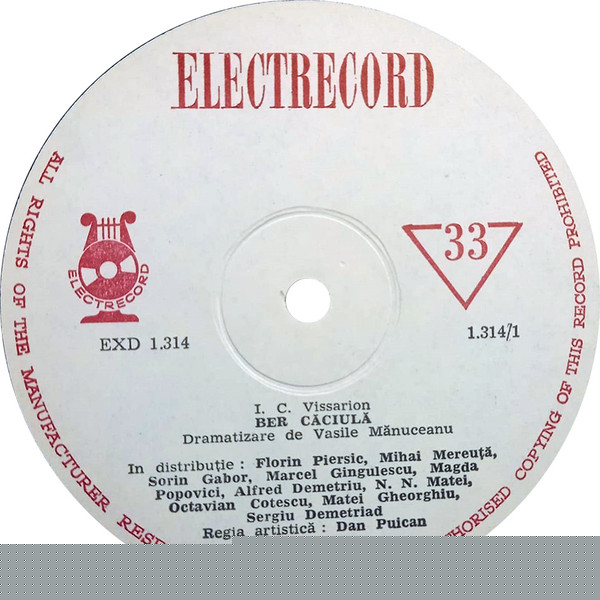 ELECTRECORD
ALL RIGHTS OF THE MANUFACTURER
ELECTRECORD
33
EXD 1.314
1.314/1
I. C. Vissarion
BER CĂCIULĂ
Dramatizare de Vasile Mănuceanu
In distribuţie : Florin Piersic, Mihai Mereuţă,
Sorin Gabor, Marcel Gingulescu, Magda
Popovici, Alfred Demetriu, N. N. Matei,
Octavian Cotescu, Matei Gheorghiu,
Sergiu Demetriad
Regia artistică : Dan Puican
COPYING OF THIS RECORD PROHIBITED